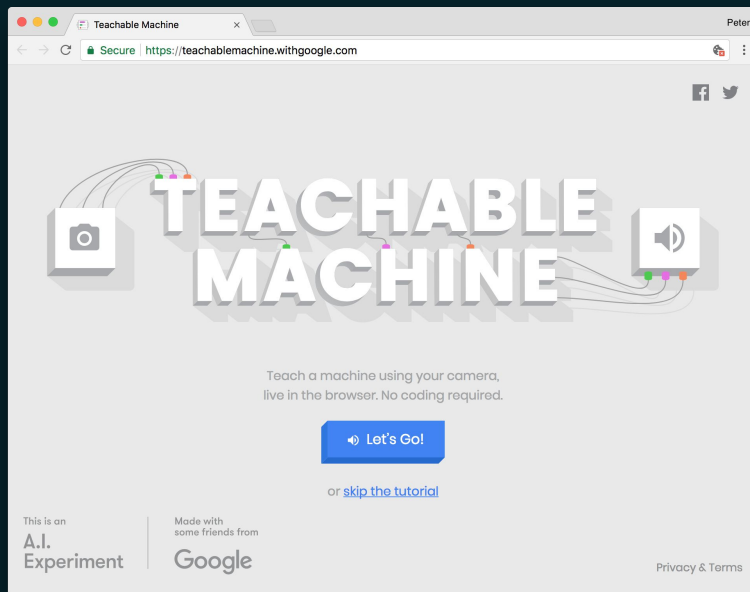 Teachable Machine
Peter
Secure https://teachablemachine.withgoogle.com
TEACHABLE
MACHINE
Teach a machine using your camera,
live in the browser. No coding required.
Let's Go!
or skip the tutorial
This is an
A.I.
Experiment
Made with
some friends from
Google
Privacy & Terms